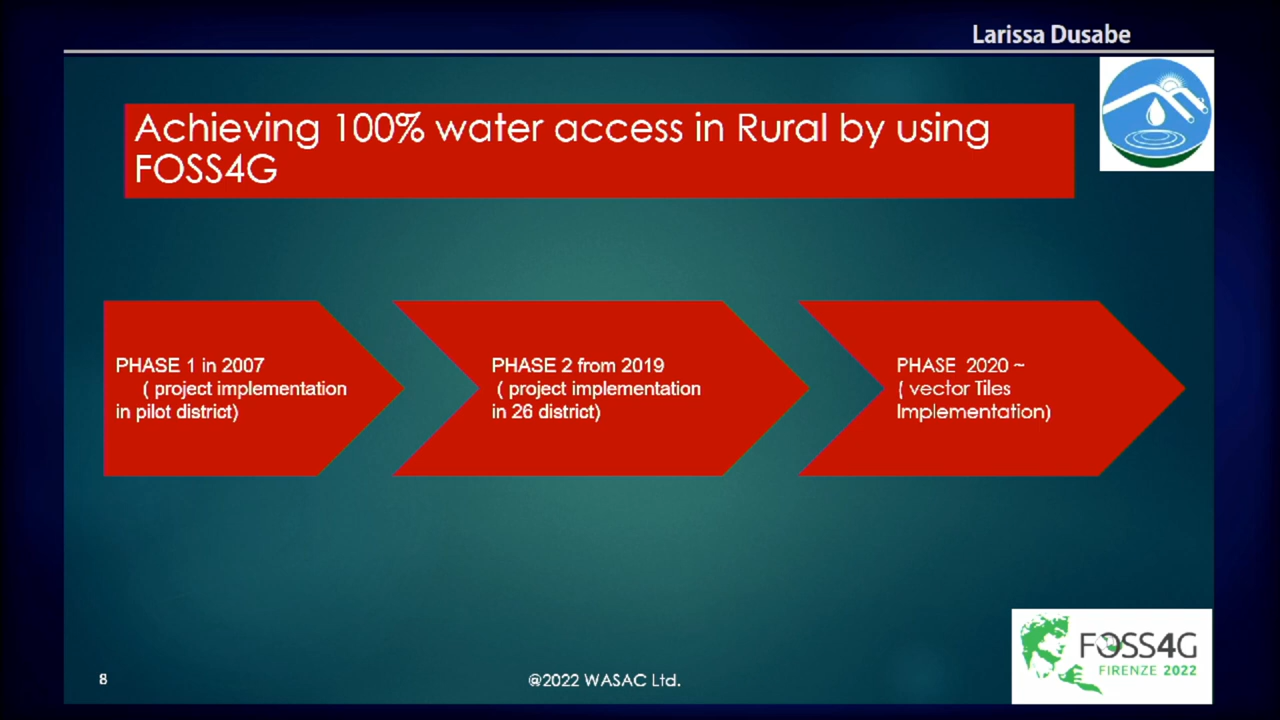 Larissa Dusabe
Achieving 100% water access in Rural by using
FOSS4G
PHASE 1 in 2007
( project implementation
in pilot district)
PHASE 2 from 2019
( project implementation
in 26 district)
PHASE 2020 ~
( vector Tiles
Implementation)
8
@2022 WASAC Ltd.
FOSS4G
FIRENZE 2022